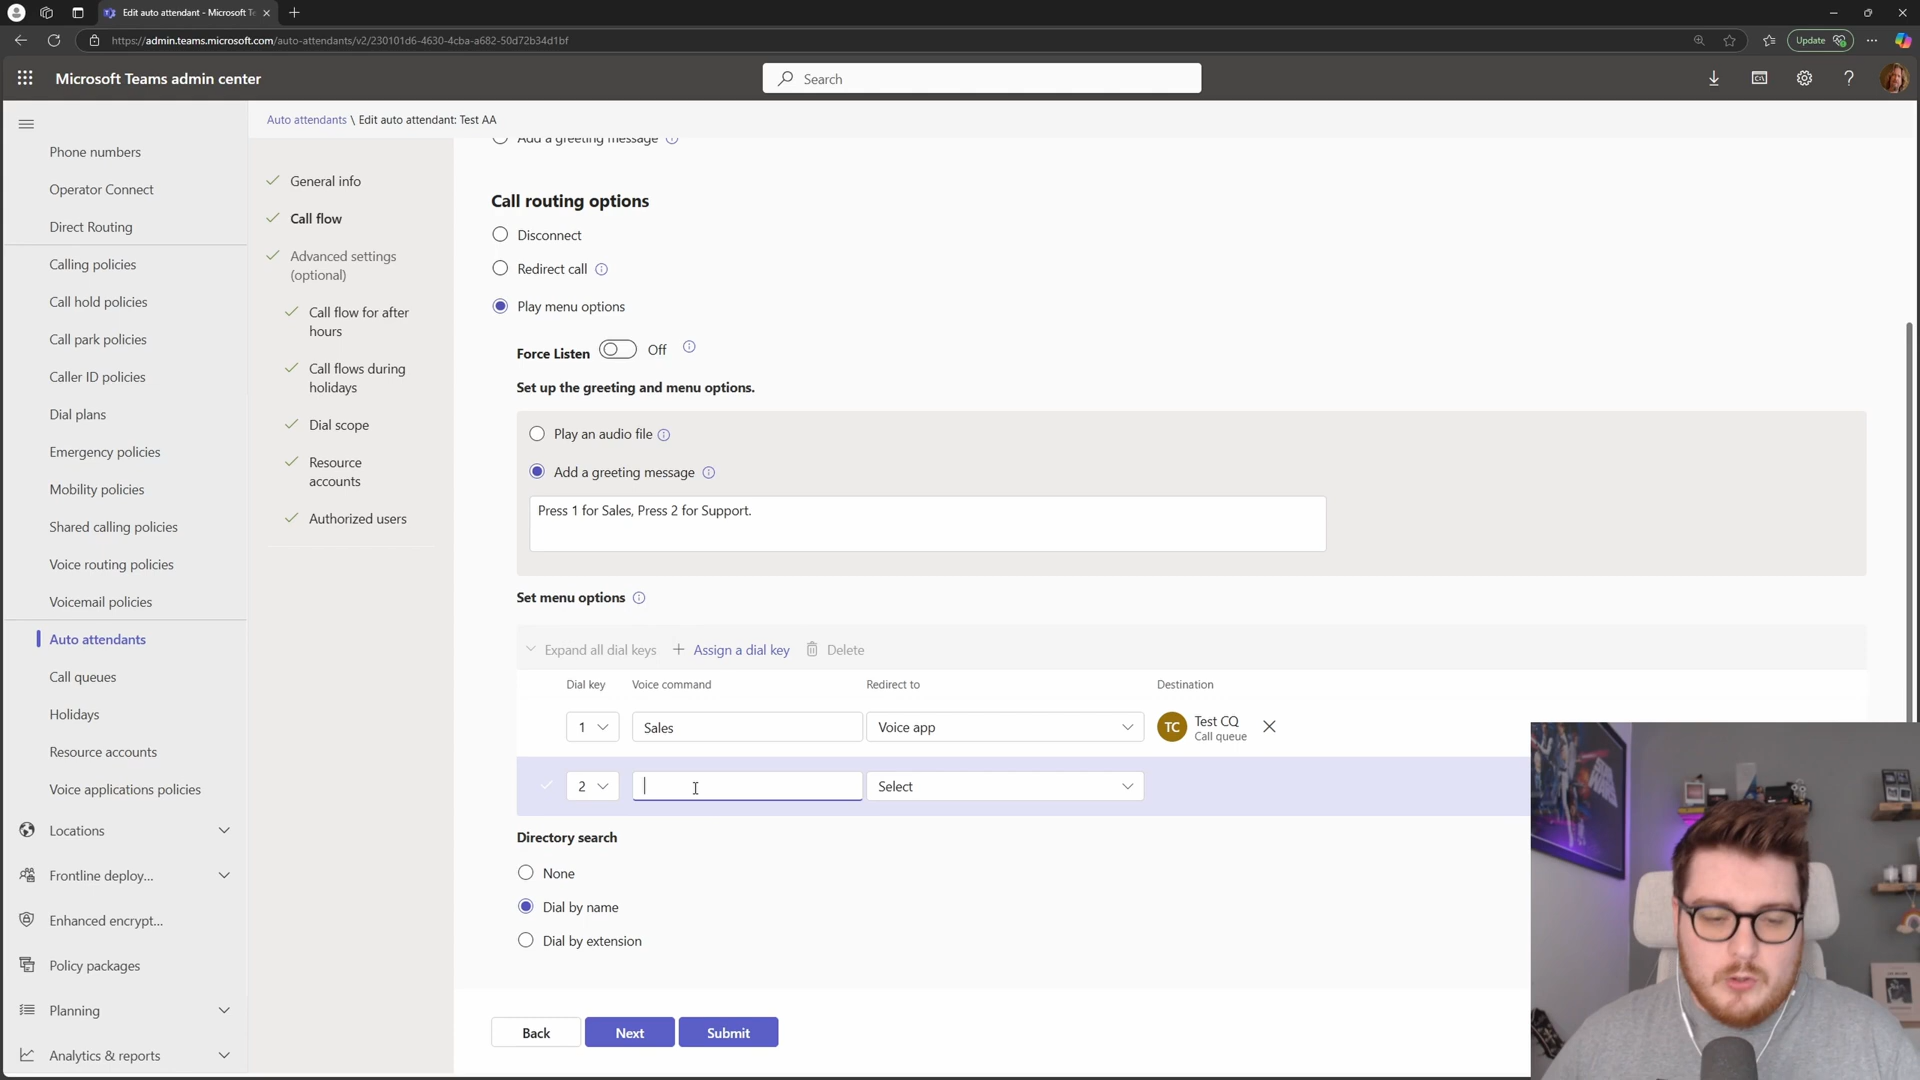 Edit auto attendant - Microsoft Te
https://admin.teams.microsoft.com/auto-attendants/v2/230101d6-4630-4cba-a682-50d72b34d1bf
Update
Microsoft Teams admin center
Search
Phone numbers
Operator Connect
Direct Routing
Calling policies
Call hold policies
Call park policies
Caller ID policies
Dial plans
Emergency policies
Mobility policies
Shared calling policies
Voice routing policies
Voicemail policies
Auto attendants
Call queues
Holidays
Resource accounts
Voice applications policies
Locations
Frontline deploy...
Enhanced encrypt...
Policy packages
Planning
Analytics & reports
Auto attendants \ Edit auto attendant: Test AA
General info
Call flow
Advanced settings
(optional)
Call flow for after
hours
Call flows during
holidays
Dial scope
Resource
accounts
Authorized users
Add a greeting message
Call routing options
Disconnect
Redirect call
Play menu options
Force Listen Off
Set up the greeting and menu options.
Play an audio file
Add a greeting message
Press 1 for Sales, Press 2 for Support.
Set menu options
Expand all dial keys + Assign a dial key Delete
Dial key Voice command Redirect to Destination
1 Sales Voice app TC Test CQ
Call queue
2 Select
Directory search
None
Dial by name
Dial by extension
Back Next Submit